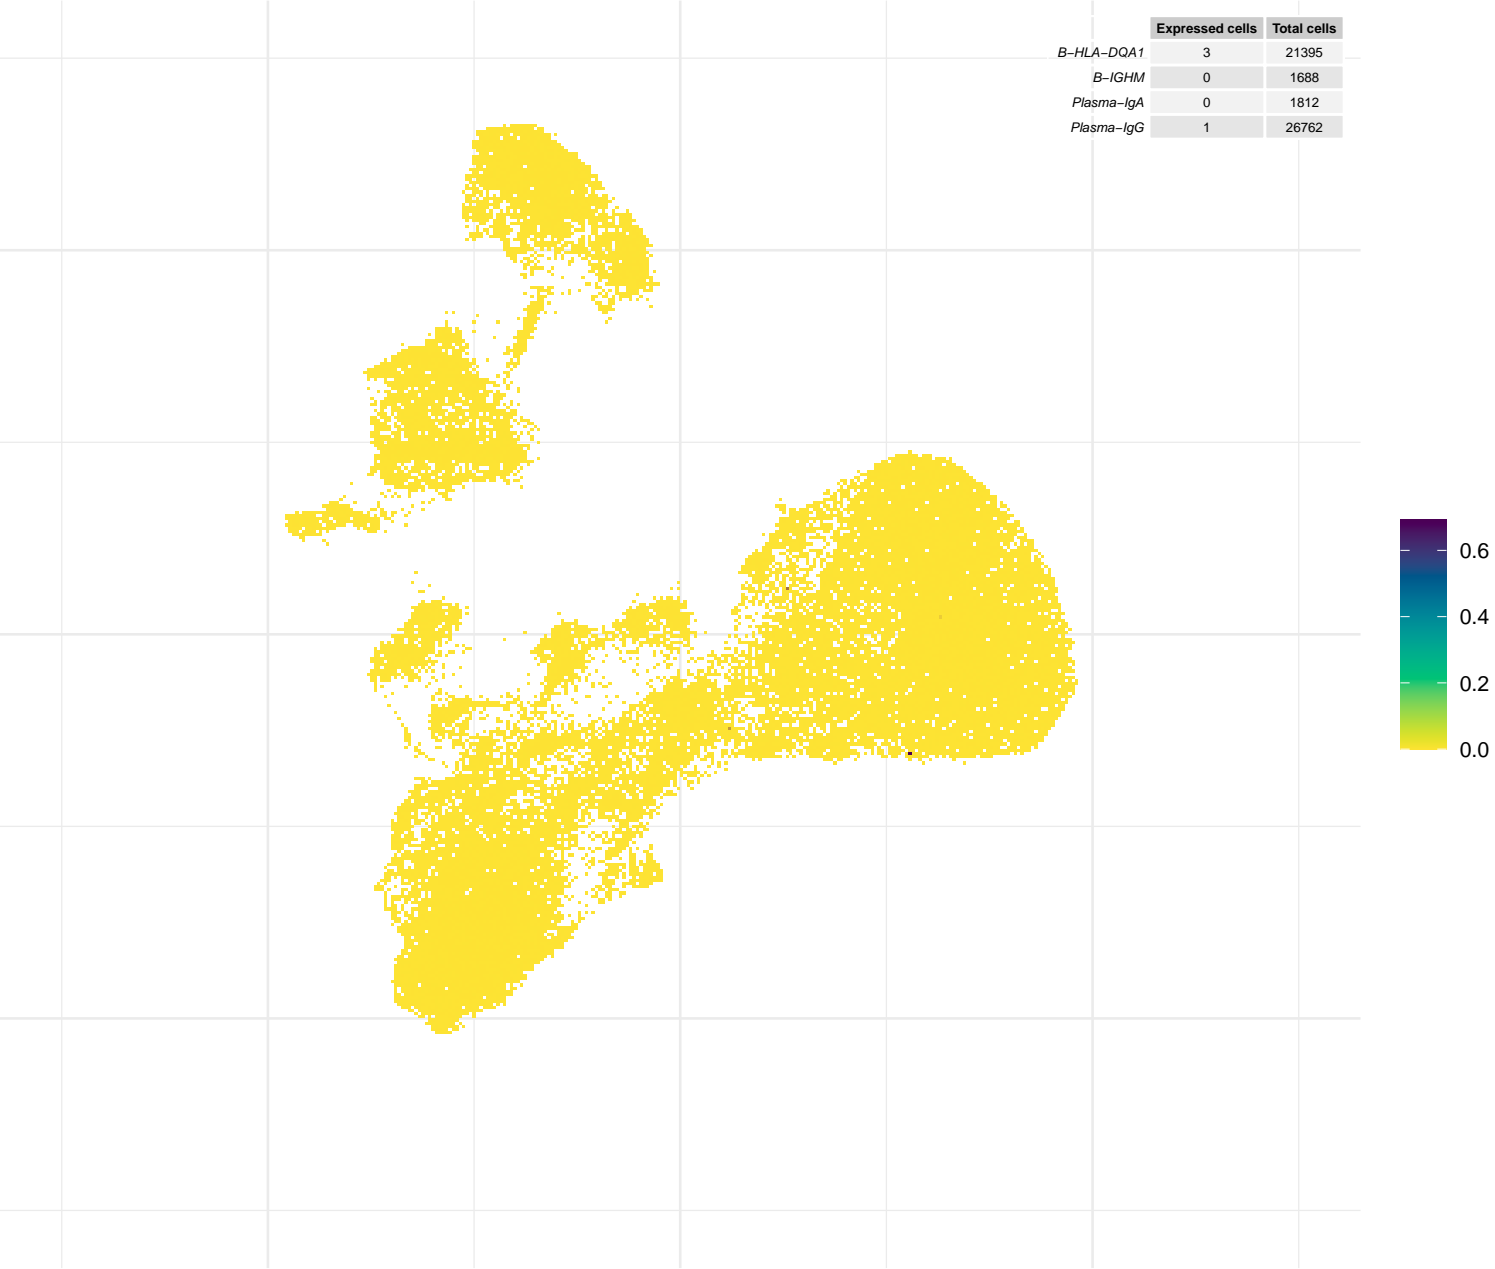 Expressed cells Total cells
B−HLA−DQA1 3 21395
B−IGHM 0 1688
Plasma−IgA 0 1812
Plasma−IgG 1 26762
0.6
0.4
0.2
0.0